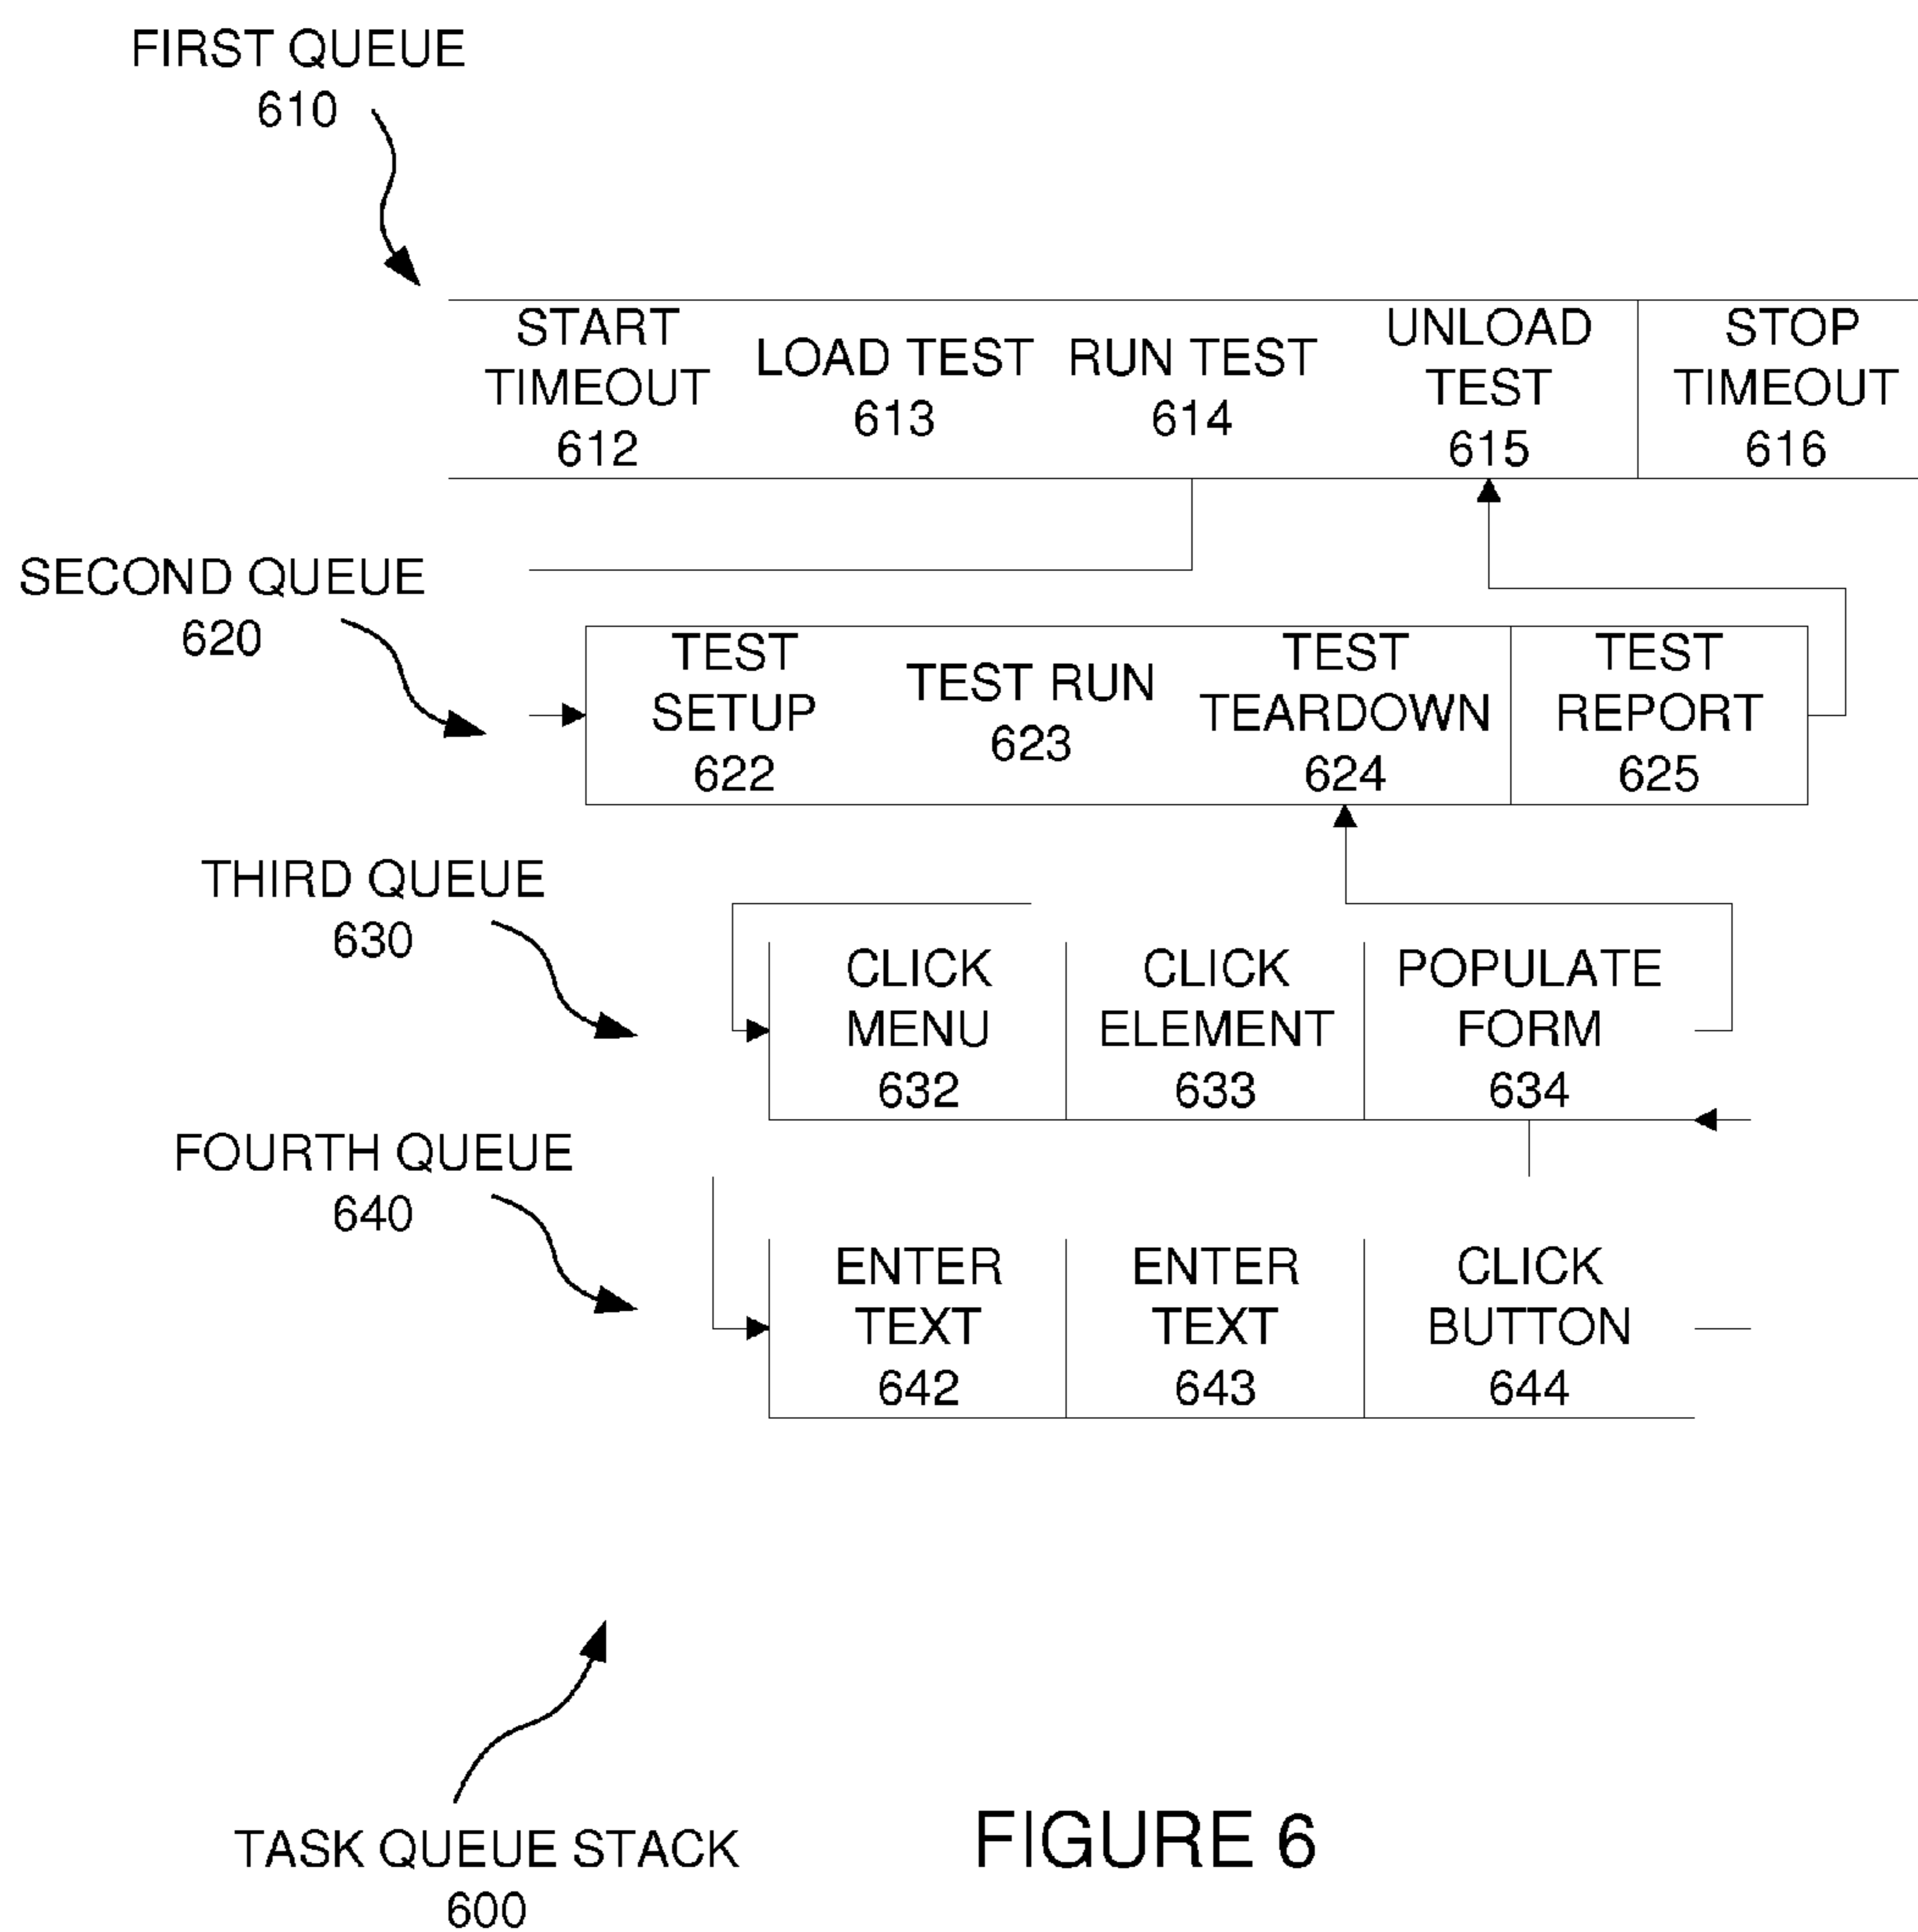 FIRST QUEUE
610
START
TIMEOUT
612
LOAD TEST
613
RUN TEST
614
UNLOAD
TEST
615
STOP
TIMEOUT
616
SECOND QUEUE
620
TEST
SETUP
622
TEST RUN
623
TEST
TEARDOWN
624
TEST
REPORT
625
THIRD QUEUE
630
CLICK
MENU
632
CLICK
ELEMENT
633
POPULATE
FORM
634
FOURTH QUEUE
640
ENTER
TEXT
642
ENTER
TEXT
643
CLICK
BUTTON
644
TASK QUEUE STACK
600
FIGURE 6